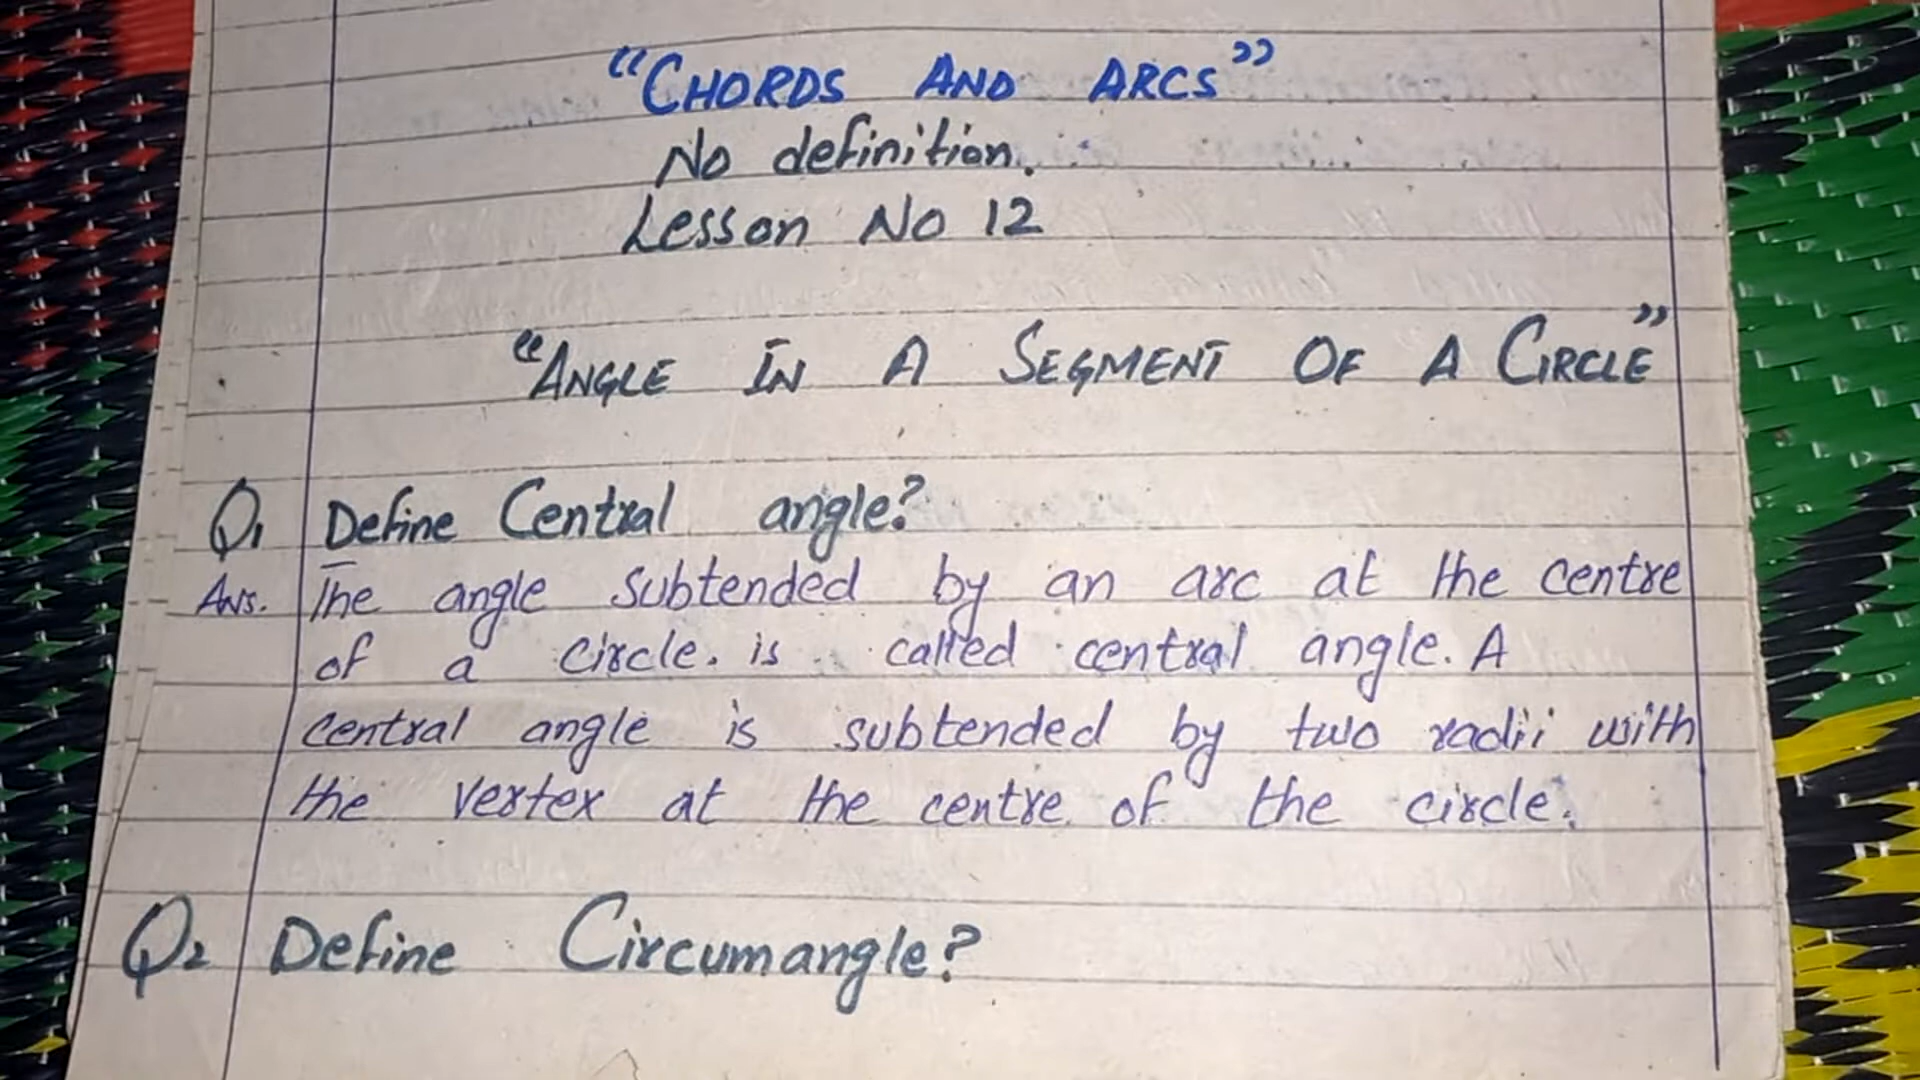 "CHORDS AND ARCS"
No definition.
Lesson No 12
"ANGLE IN A SEGMENT OF A CIRCLE"
Q1 Define Central angle?
Ans. The angle subtended by an arc at the centre
of a circle. is called central angle. A
central angle is subtended by two radii with
the vertex at the centre of the circle.
Q2 Define Circumangle?